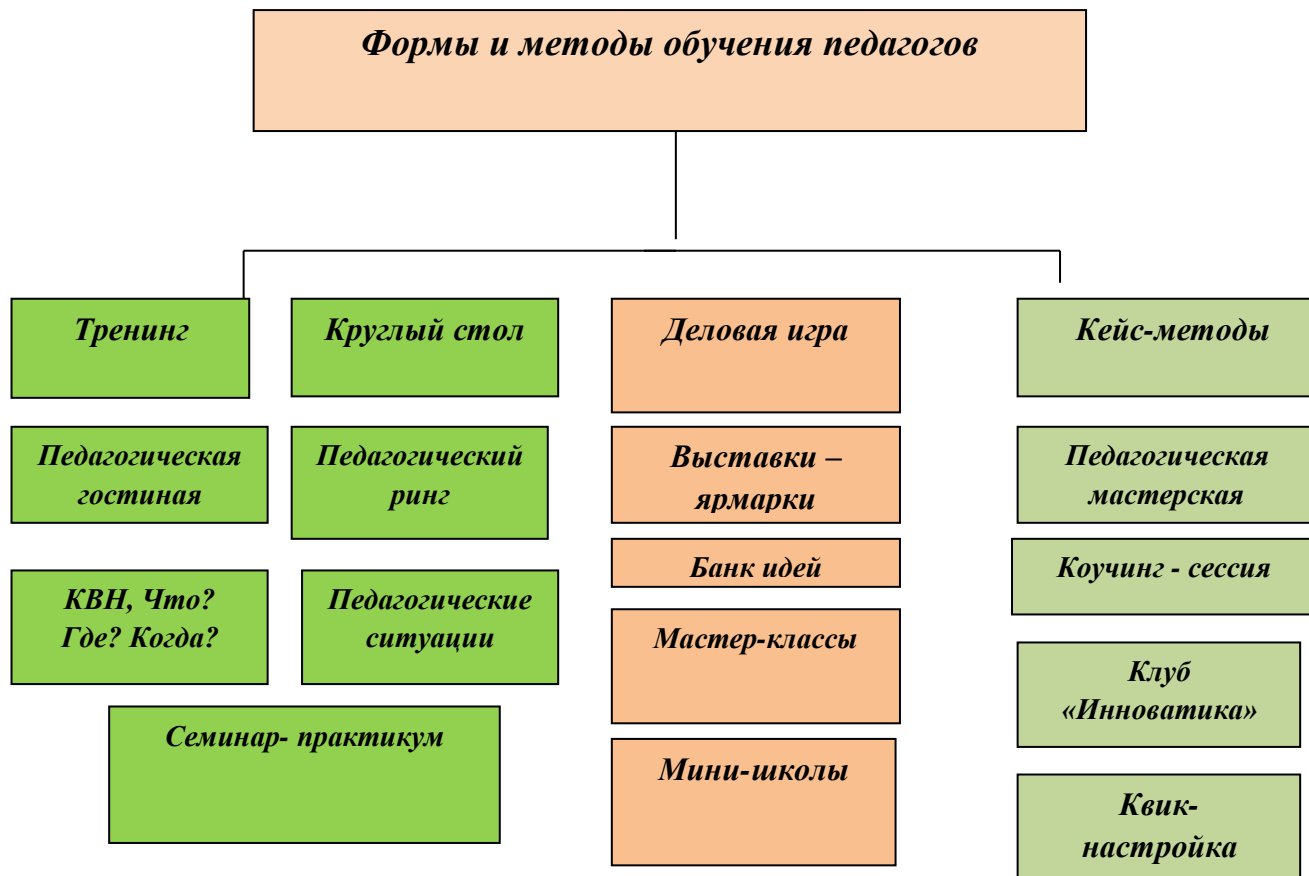 Формы и методы обучения педагогов
Тренинг
Круглый стол
Деловая игра
Кейс-методы
Педагогическая
гостиная
Педагогический
ринг
Выставки –
ярмарки
Педагогическая
мастерская
Банк идей
Коучинг - сессия
КВН, Что?
Где? Когда?
Педагогические
ситуации
Мастер-классы
Клуб
«Инноватика»
Семинар- практикум
Мини-школы
Квик-
настройка